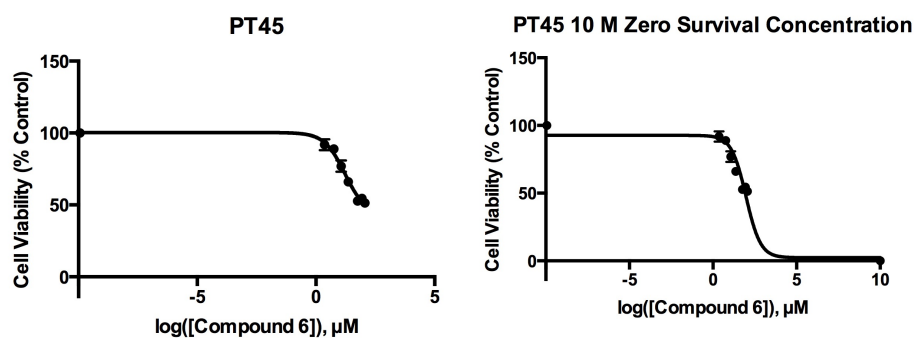 PT45
150
100
50
0
Cell Viability (% Control)
-5
0
5
log([Compound 6]), µM
PT45 10 M Zero Survival Concentration
150
100
50
0
Cell Viability (% Control)
-5
0
5
10
log([Compound 6]), µM